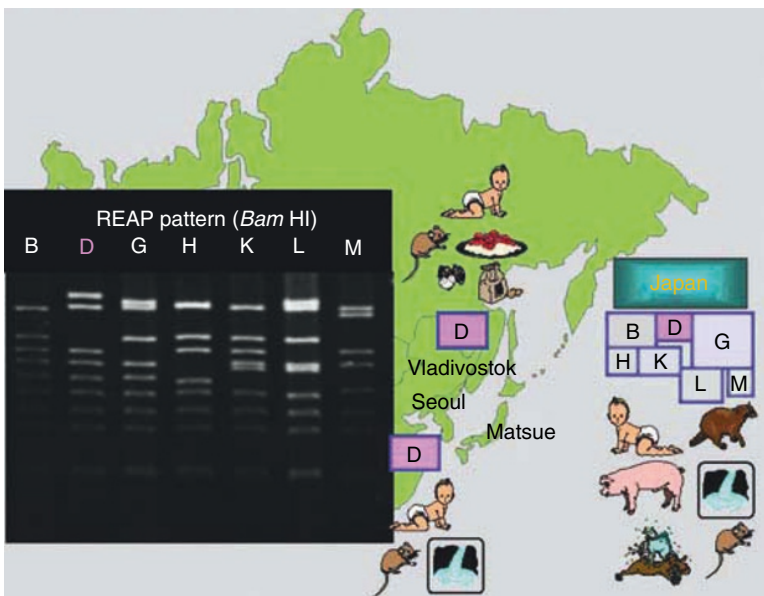 REAP pattern (Bam HI)
B D G H K L M
Japan
D
B D G
H K
L M
Vladivostok
Seoul
Matsue
D